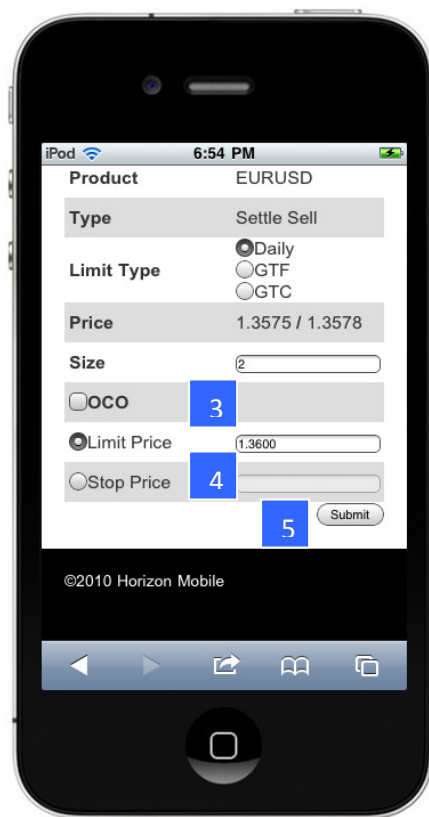 iPod 6:54 PM
Product EURUSD
Type Settle Sell
Limit Type Daily
GTF
GTC
Price 1.3575 / 1.3578
Size 2
OCO 3
Limit Price 1.3600
Stop Price 4
5 Submit
©2010 Horizon Mobile